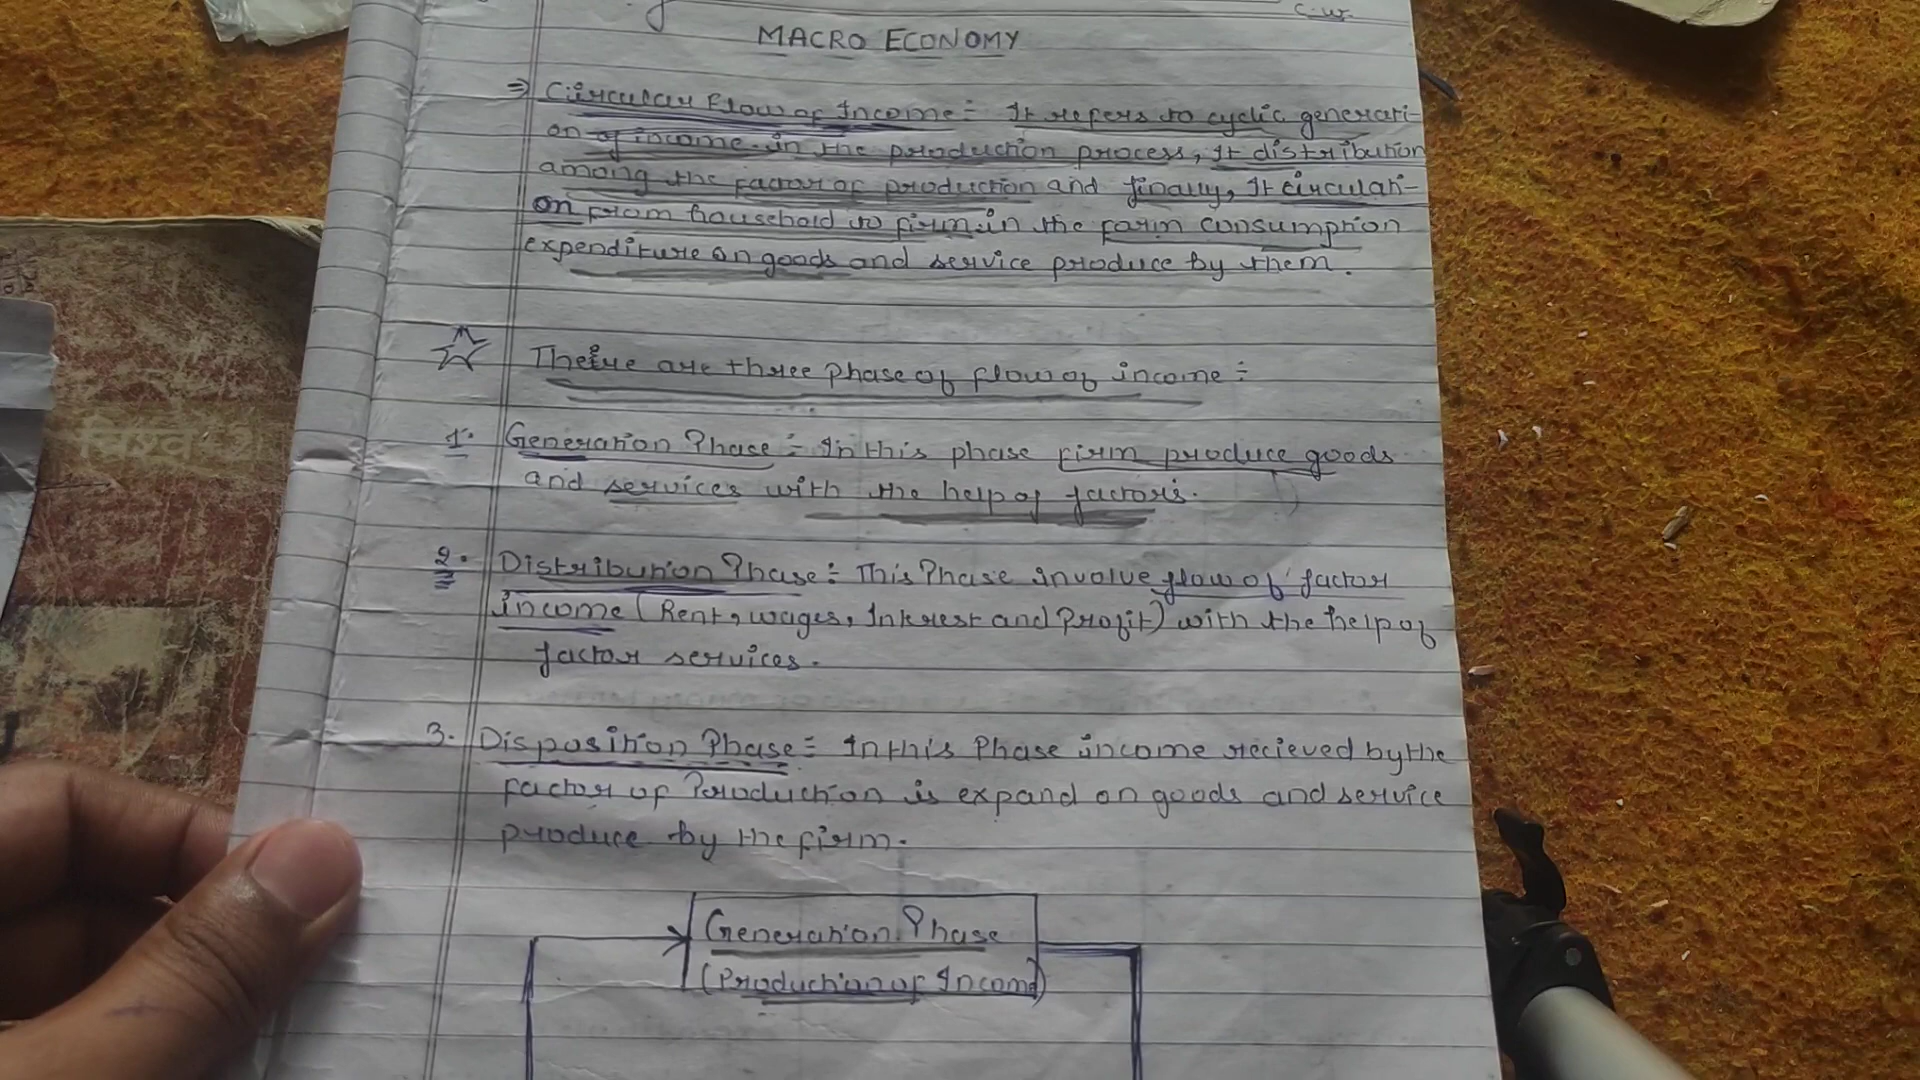 C.W.
MACRO ECONOMY
⇒ Circular Flow of Income :- It refers to cyclic generati-
on of income in the production process, It distribution
among the factor of production and finally, It circulati-
on from household to firm in the form consumption
expenditure on goods and service produce by them.
☆ There are three phase of flow of income :-
1. Generation Phase :- In this phase firm produce goods
and services with the help of factors.
2. Distribution Phase :- This Phase involve flow of factor
income (Rent, wages, Interest and Profit) with the help of
factor services.
3. Disposition Phase :- In this Phase income recieved by the
factor of Production is expand on goods and service
produce by the firm.
Generation Phase
(Production of Income)
विश्व